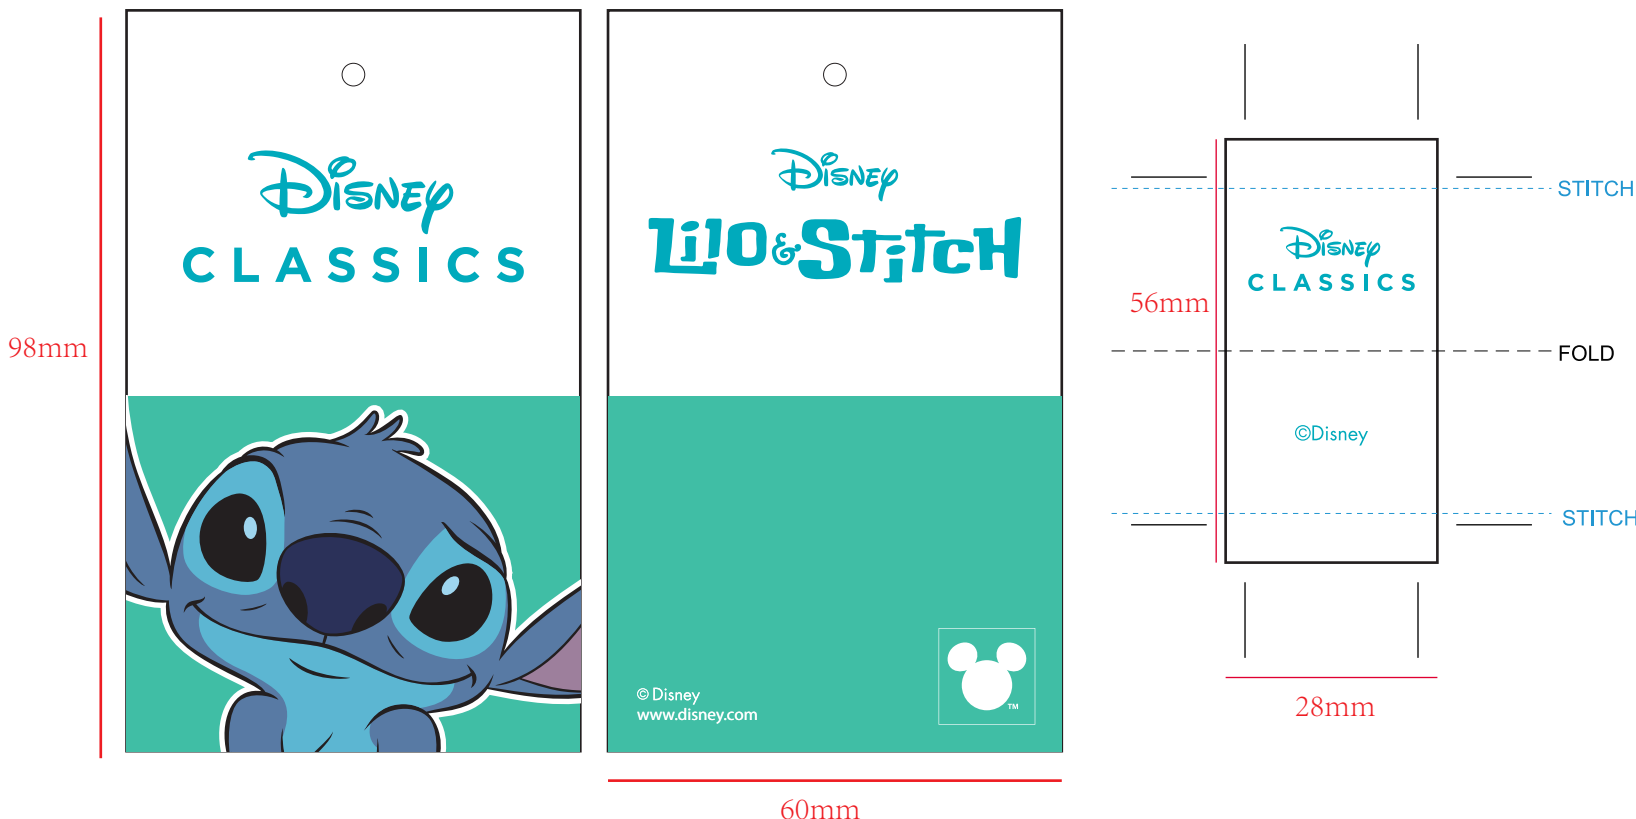 98mm
Disney
CLASSICS
Disney
Lilo & Stitch
© Disney
www.disney.com
TM
60mm
STITCH
Disney
CLASSICS
56mm
FOLD
©Disney
STITCH
28mm